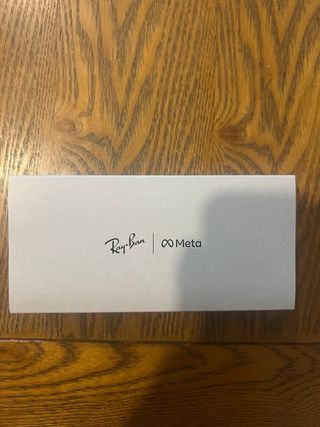 Ray-Ban | ∞ Meta